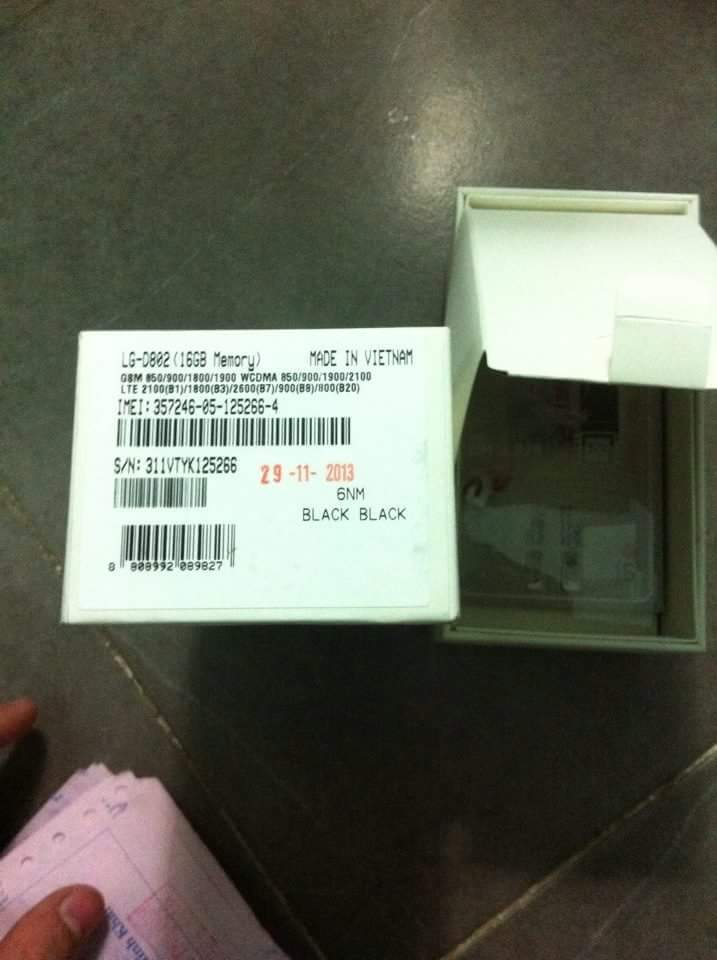 LG-D802(16GB Memory) MADE IN VIETNAM
GSM 850/900/1800/1900 WCDMA 850/900/1900/2100
LTE 2100(B1)/1800(B3)/2600(B7)/900(B8)/800(B20)
IMEI: 357246-05-125266-4
S/N: 311VTYK125266
29 -11- 2013
6NM
BLACK BLACK
8 808992 089827